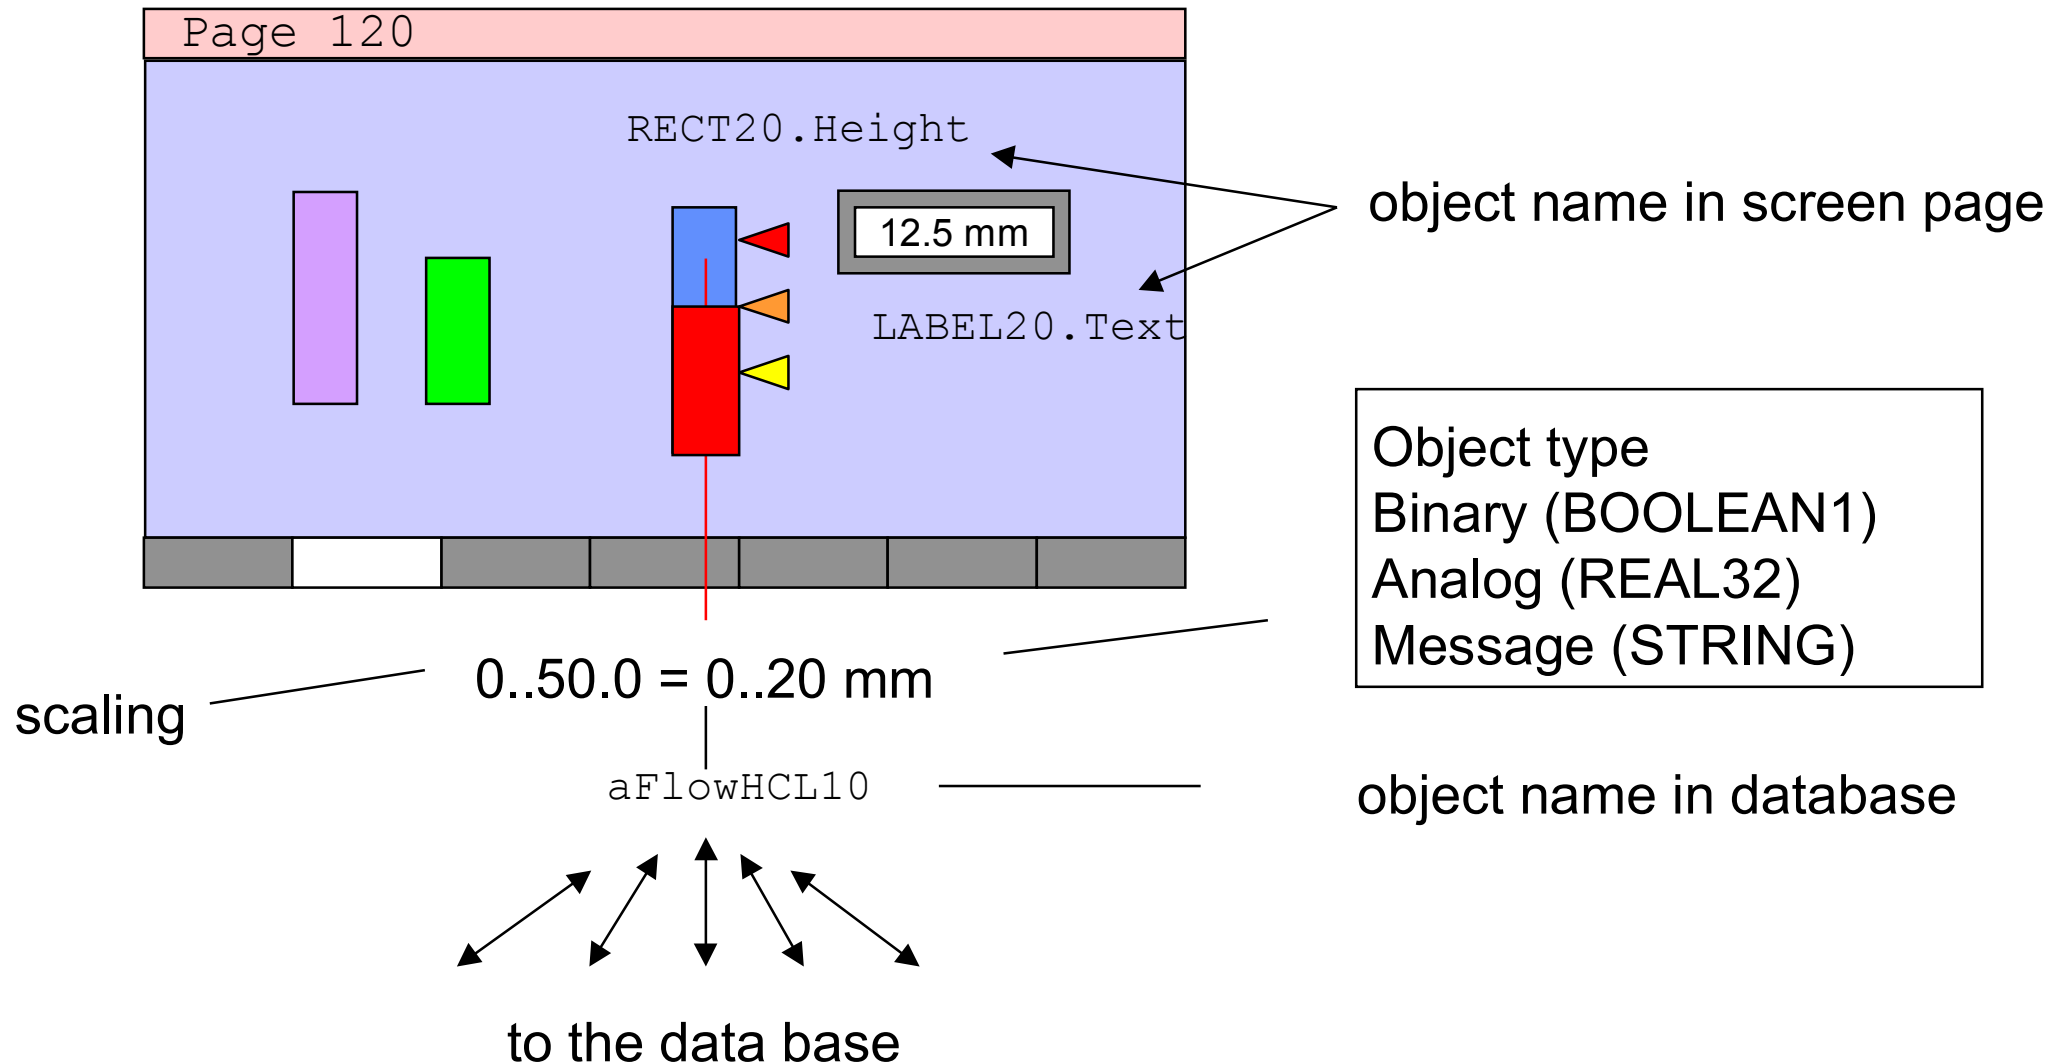 Page 120
RECT20.Height
object name in screen page
12.5 mm
LABEL20.Text
Object type
Binary (BOOLEAN1)
Analog (REAL32)
Message (STRING)
0..50.0 = 0..20 mm
scaling
aFlowHCL10
object name in database
to the data base